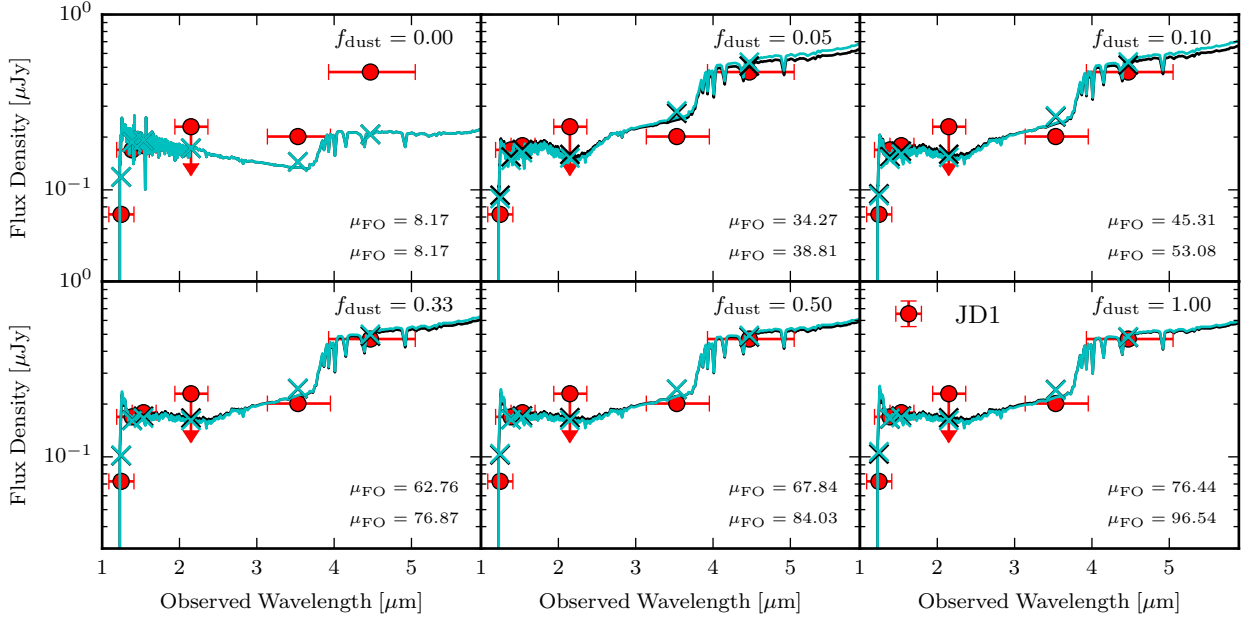 10⁰
f_dust = 0.00
f_dust = 0.05
f_dust = 0.10
Flux Density [μJy]
10⁻¹
μ_FO = 8.17
μ_FO = 8.17
μ_FO = 34.27
μ_FO = 38.81
μ_FO = 45.31
μ_FO = 53.08
10⁰
f_dust = 0.33
f_dust = 0.50
JD1
f_dust = 1.00
Flux Density [μJy]
10⁻¹
μ_FO = 62.76
μ_FO = 76.87
μ_FO = 67.84
μ_FO = 84.03
μ_FO = 76.44
μ_FO = 96.54
1 2 3 4 5 1 2 3 4 5 1 2 3 4 5
Observed Wavelength [μm] Observed Wavelength [μm] Observed Wavelength [μm]